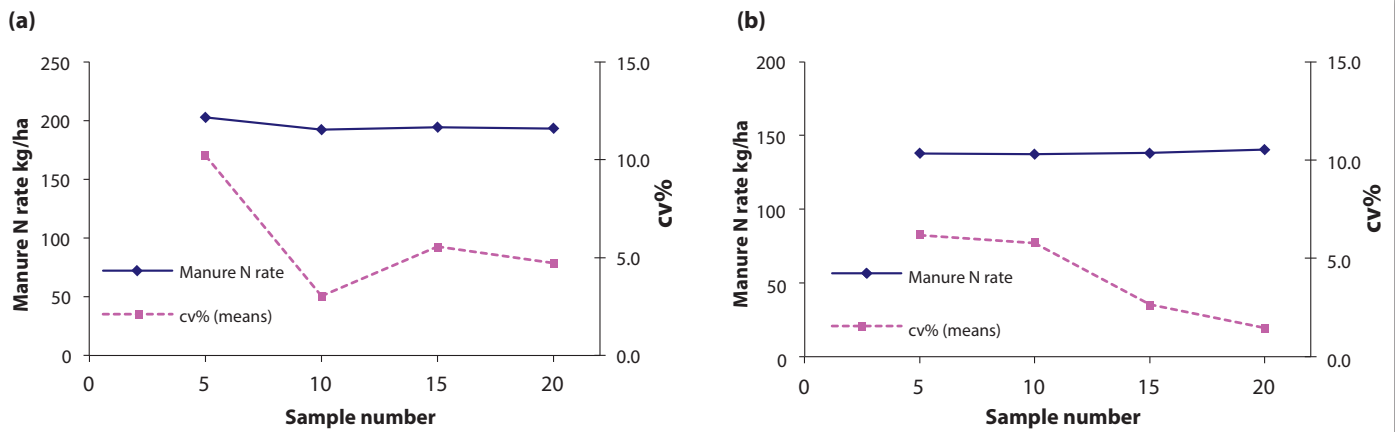 (a)
250
200
150
100
50
0
Manure N rate kg/ha
15.0
10.0
5.0
0.0
cv%
Manure N rate
cv% (means)
0 5 10 15 20
Sample number
(b)
200
150
100
50
0
Manure N rate kg/ha
15.0
10.0
5.0
0.0
cv%
Manure N rate
cv% (means)
0 5 10 15 20
Sample number